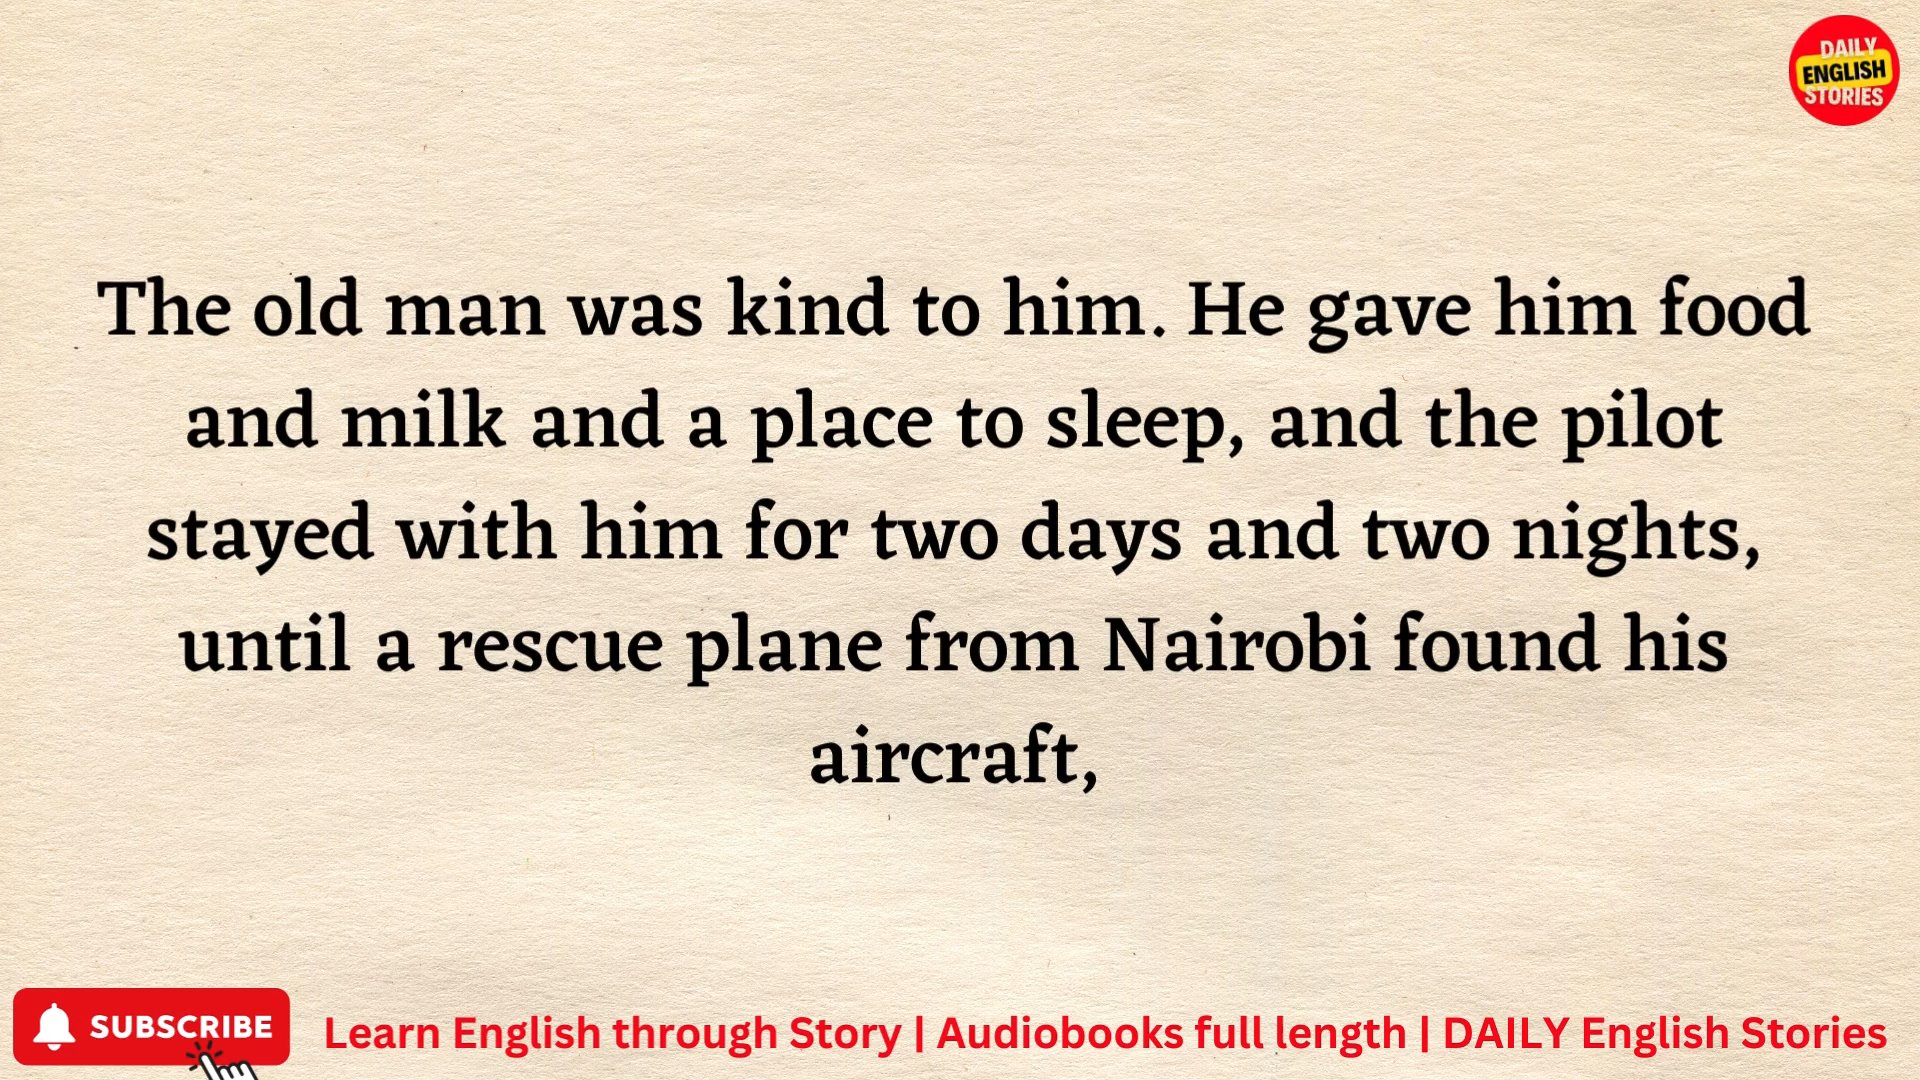 DAILY
ENGLISH
STORIES
The old man was kind to him. He gave him food
and milk and a place to sleep, and the pilot
stayed with him for two days and two nights,
until a rescue plane from Nairobi found his
aircraft,
SUBSCRIBE
Learn English through Story | Audiobooks full length | DAILY English Stories